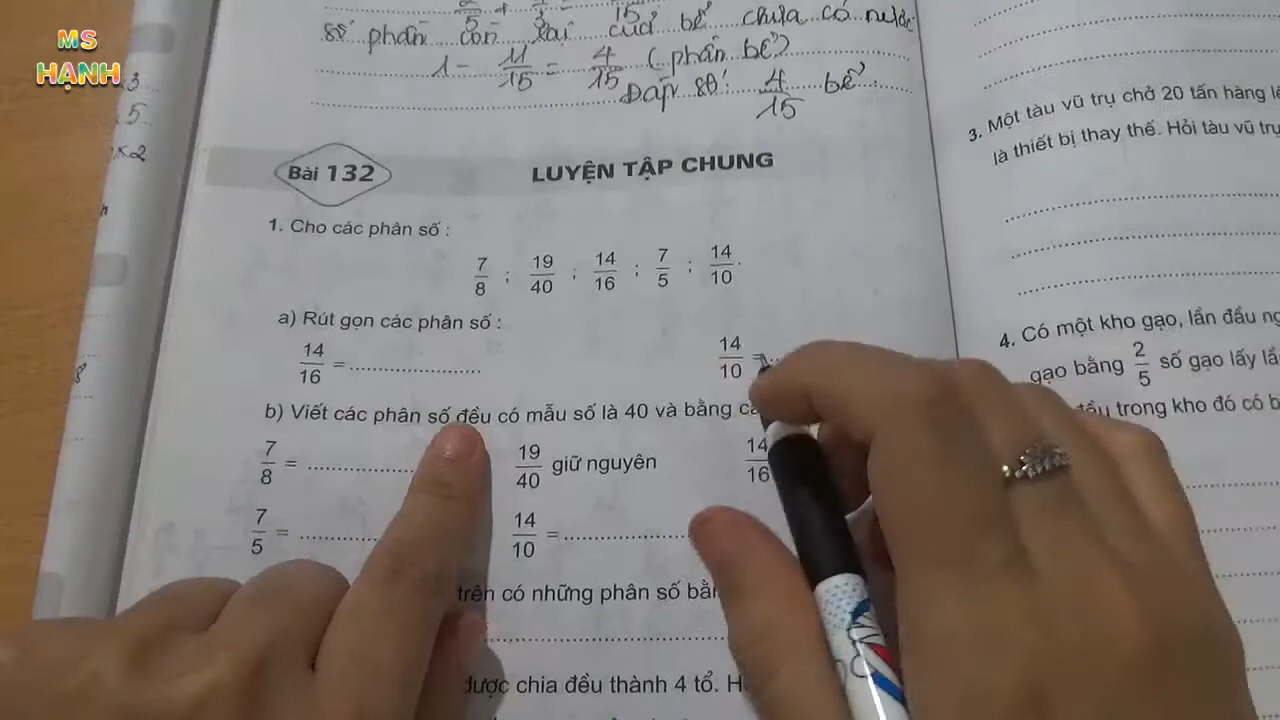 MS
HẠNH
số phần còn lại của bể chưa có nước
1 - 11/15 = 4/15 (phần bể)
Đáp số: 4/15 bể
Bài 132
LUYỆN TẬP CHUNG
1. Cho các phân số :
7/8 ; 19/40 ; 14/16 ; 7/5 ; 14/10.
a) Rút gọn các phân số :
14/16 = ......................
14/10 = ...
b) Viết các phân số đều có mẫu số là 40 và bằng
7/8 = ..................
19/40 giữ nguyên
14/16
7/5 = ..............
14/10 = ......................
trên có những phân số
được chia đều thành 4 tổ.
3. Một tàu vũ trụ chở 20 tấn hàng
là thiết bị thay thế. Hỏi tàu vũ
4. Có một kho gạo, lần đầu
gạo bằng 2/5 số gạo lấy
đầu trong kho đó có